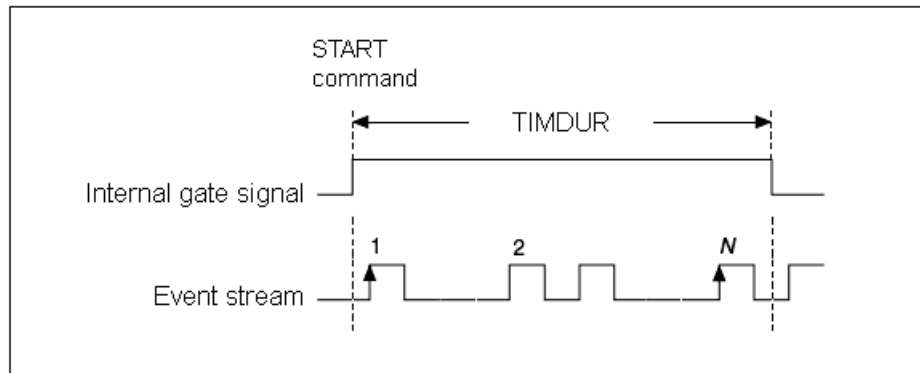 START
command
TIMDUR
Internal gate signal
1 2 N
Event stream